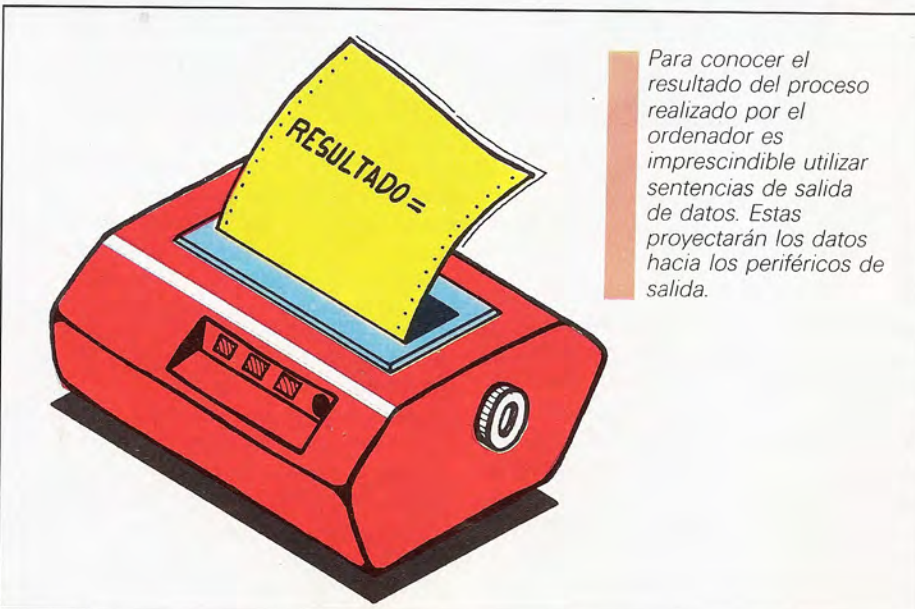 RESULTADO=
Para conocer el
resultado del proceso
realizado por el
ordenador es
imprescindible utilizar
sentencias de salida
de datos. Estas
proyectarán los datos
hacia los periféricos de
salida.